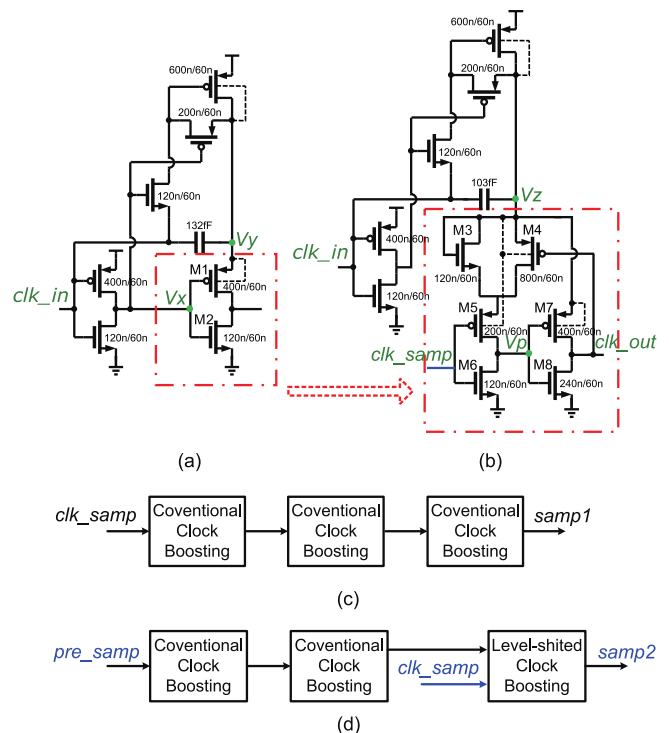 600n/60n
200n/60n
120n/60n
132fF
Vy
400n/60n
M1
clk_in
Vx
400n/60n
M2
120n/60n
120n/60n
(a)
600n/60n
200n/60n
120n/60n
103fF
Vz
M3
M4
400n/60n
clk_in
120n/60n
800n/60n
120n/60n
M5
M7
200n/60n
400n/60n
clk_samp
Vp
clk_out
M6
M8
120n/60n
240n/60n
(b)
clk_samp
Coventional
Clock
Boosting
Coventional
Clock
Boosting
Coventional
Clock
Boosting
samp1
(c)
pre_samp
Coventional
Clock
Boosting
Coventional
Clock
Boosting
clk_samp
Level-shited
Clock
Boosting
samp2
(d)